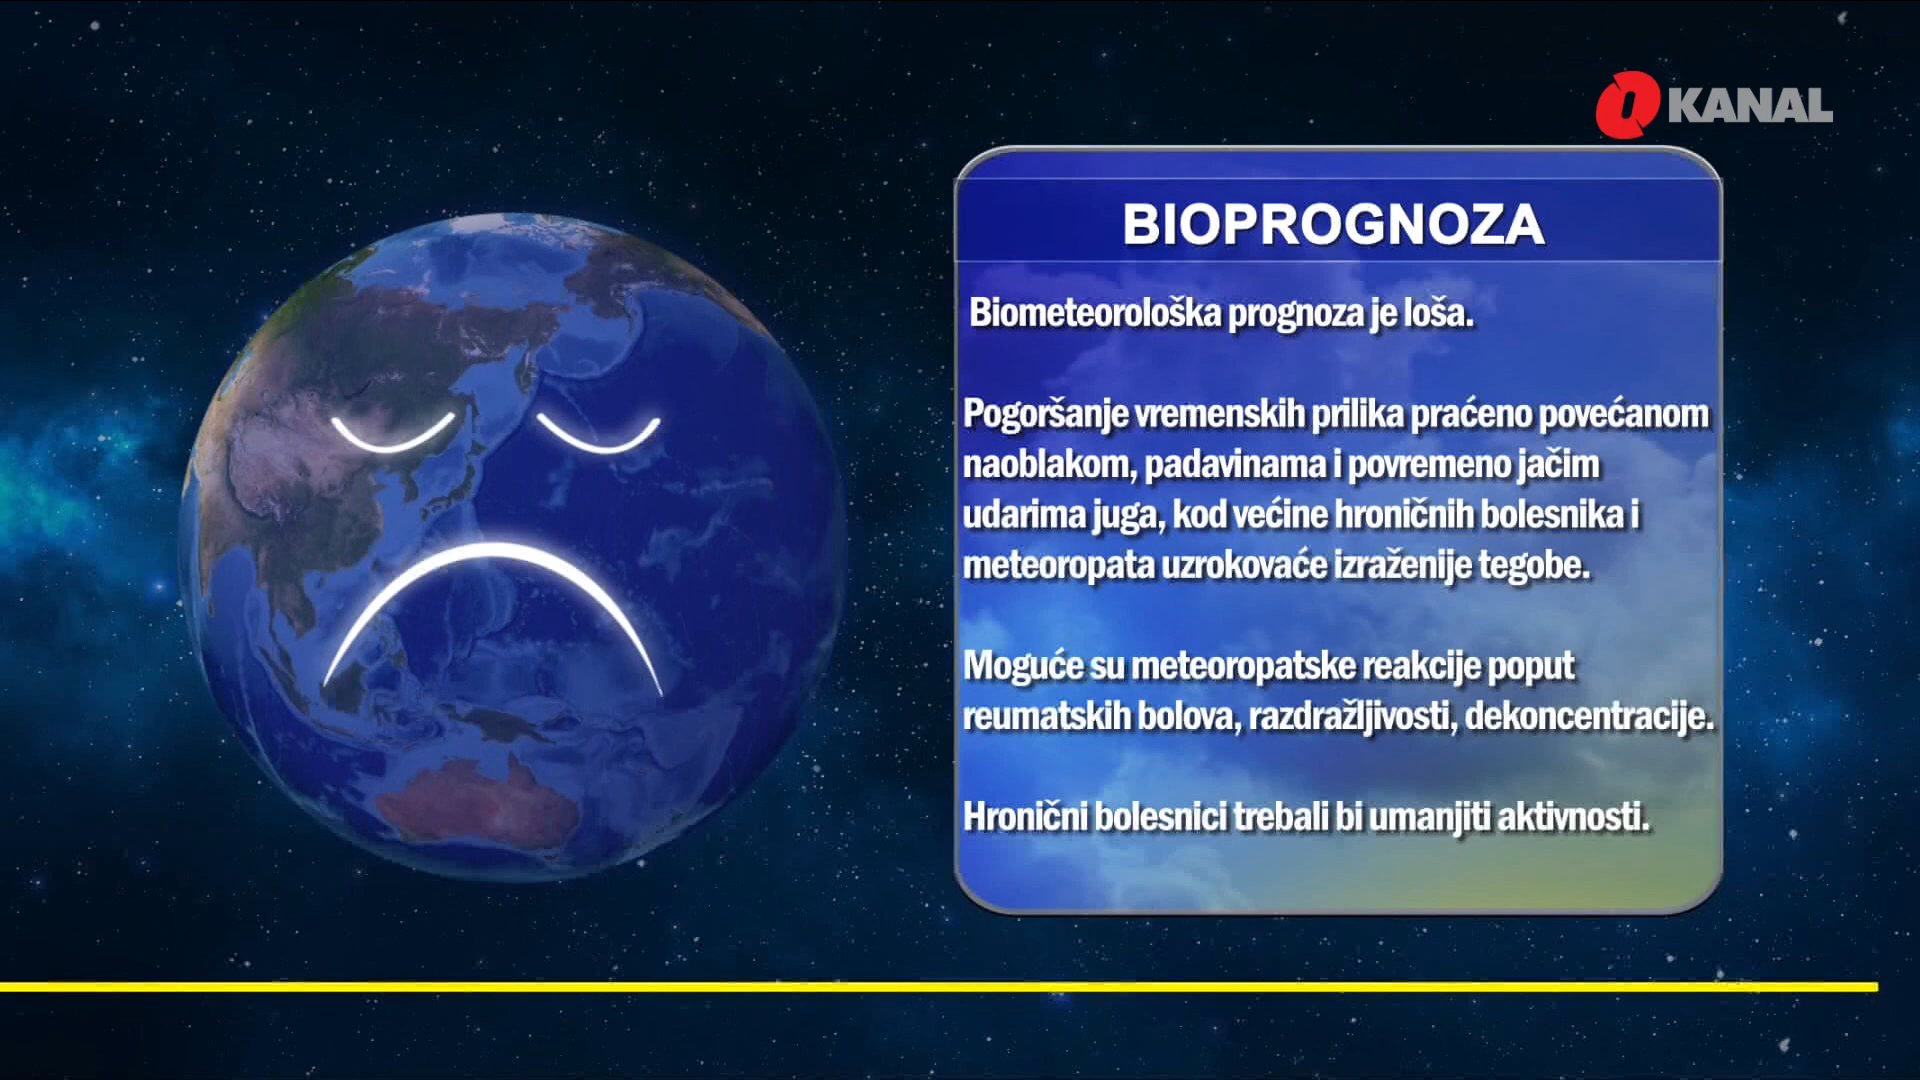 O KANAL
BIOPROGNOZA
Biometeorološka prognoza je loša.
Pogoršanje vremenskih prilika praćeno povećanom
naoblakom, padavinama i povremeno jačim
udarima juga, kod većine hroničnih bolesnika i
meteoropata uzrokovaće izraženije tegobe.
Moguće su meteoropatske reakcije poput
reumatskih bolova, razdražljivosti, dekoncentracije.
Hronični bolesnici trebali bi umanjiti aktivnosti.